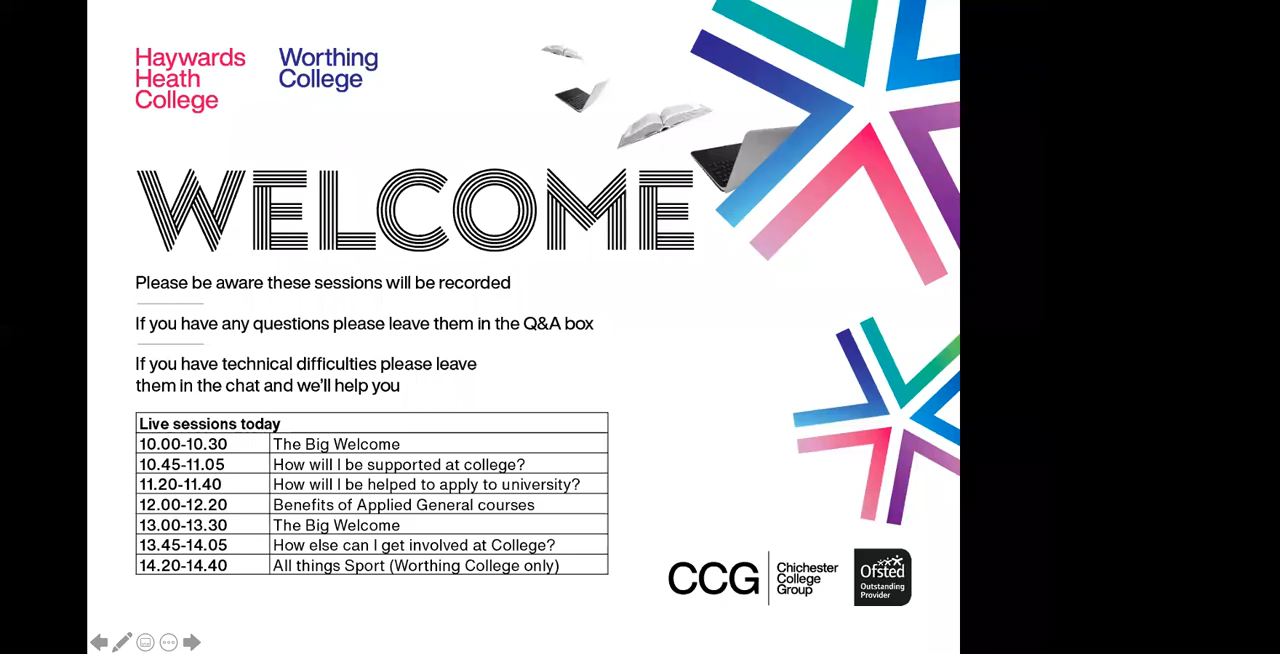 Haywards
Heath
College
Worthing
College
WELCOME
Please be aware these sessions will be recorded
If you have any questions please leave them in the Q&A box
If you have technical difficulties please leave
them in the chat and we'll help you
Live sessions today
10.00-10.30 The Big Welcome
10.45-11.05 How will I be supported at college?
11.20-11.40 How will I be helped to apply to university?
12.00-12.20 Benefits of Applied General courses
13.00-13.30 The Big Welcome
13.45-14.05 How else can I get involved at College?
14.20-14.40 All things Sport (Worthing College only)
CCG
Chichester
College
Group
Ofsted
Outstanding
Provider